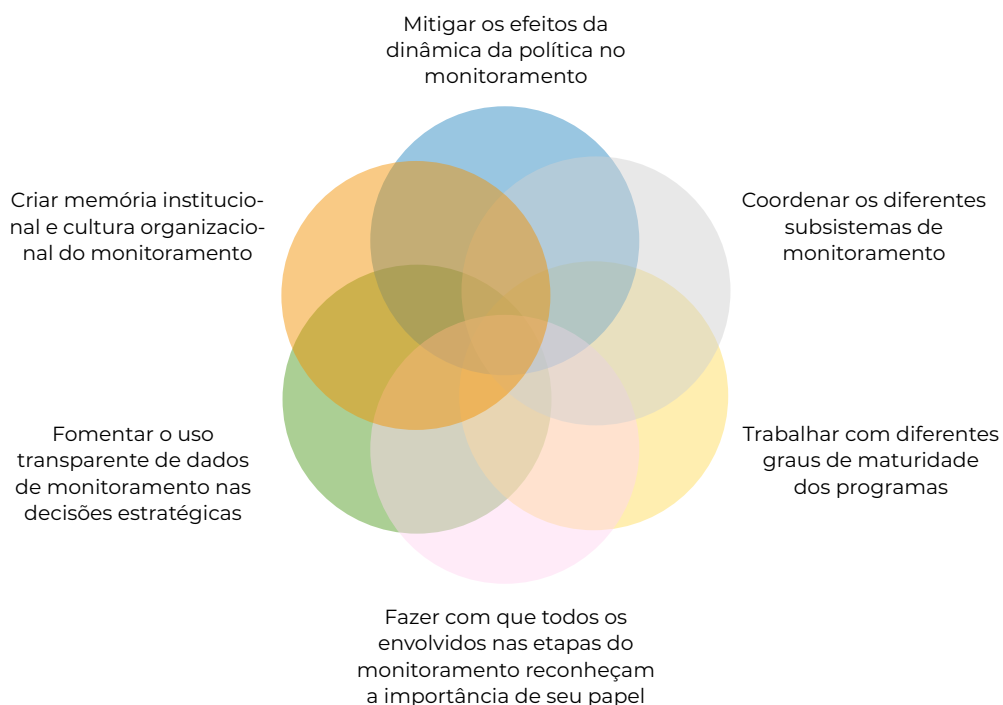 Mitigar os efeitos da
dinâmica da política no
monitoramento
Criar memória institucio-
nal e cultura organizacio-
nal do monitoramento
Coordenar os diferentes
subsistemas de
monitoramento
Fomentar o uso
transparente de dados
de monitoramento nas
decisões estratégicas
Trabalhar com diferentes
graus de maturidade
dos programas
Fazer com que todos os
envolvidos nas etapas do
monitoramento reconheçam
a importância de seu papel